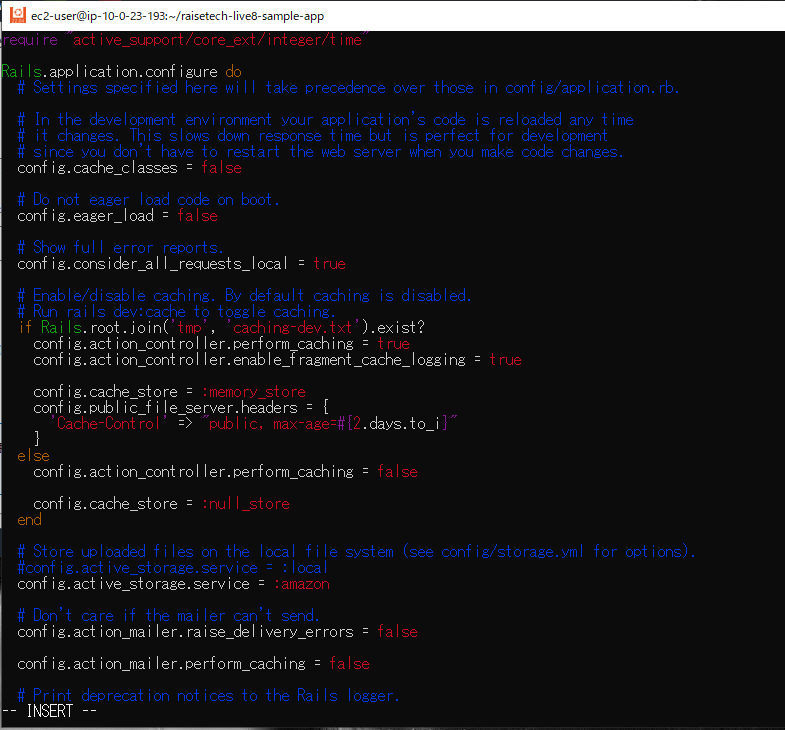 ec2-user@ip-10-0-23-193:~/raisetech-live8-sample-app
require "active_support/core_ext/integer/time"
Rails.application.configure do
# Settings specified here will take precedence over those in config/application.rb.
# In the development environment your application's code is reloaded any time
# it changes. This slows down response time but is perfect for development
# since you don't have to restart the web server when you make code changes.
config.cache_classes = false
# Do not eager load code on boot.
config.eager_load = false
# Show full error reports.
config.consider_all_requests_local = true
# Enable/disable caching. By default caching is disabled.
# Run rails dev:cache to toggle caching.
if Rails.root.join('tmp', 'caching-dev.txt').exist?
config.action_controller.perform_caching = true
config.action_controller.enable_fragment_cache_logging = true
config.cache_store = :memory_store
config.public_file_server.headers = {
'Cache-Control' => "public, max-age=#{2.days.to_i}"
}
else
config.action_controller.perform_caching = false
config.cache_store = :null_store
end
# Store uploaded files on the local file system (see config/storage.yml for options).
#config.active_storage.service = :local
config.active_storage.service = :amazon
# Don't care if the mailer can't send.
config.action_mailer.raise_delivery_errors = false
config.action_mailer.perform_caching = false
# Print deprecation notices to the Rails logger.
-- INSERT --